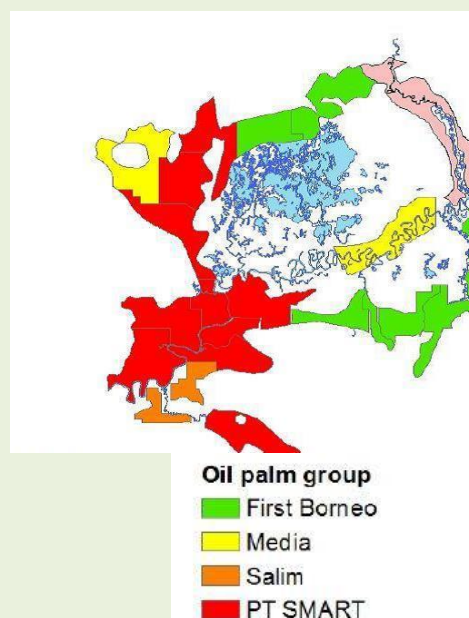 Oil palm group
First Borneo
Media
Salim
PT SMART